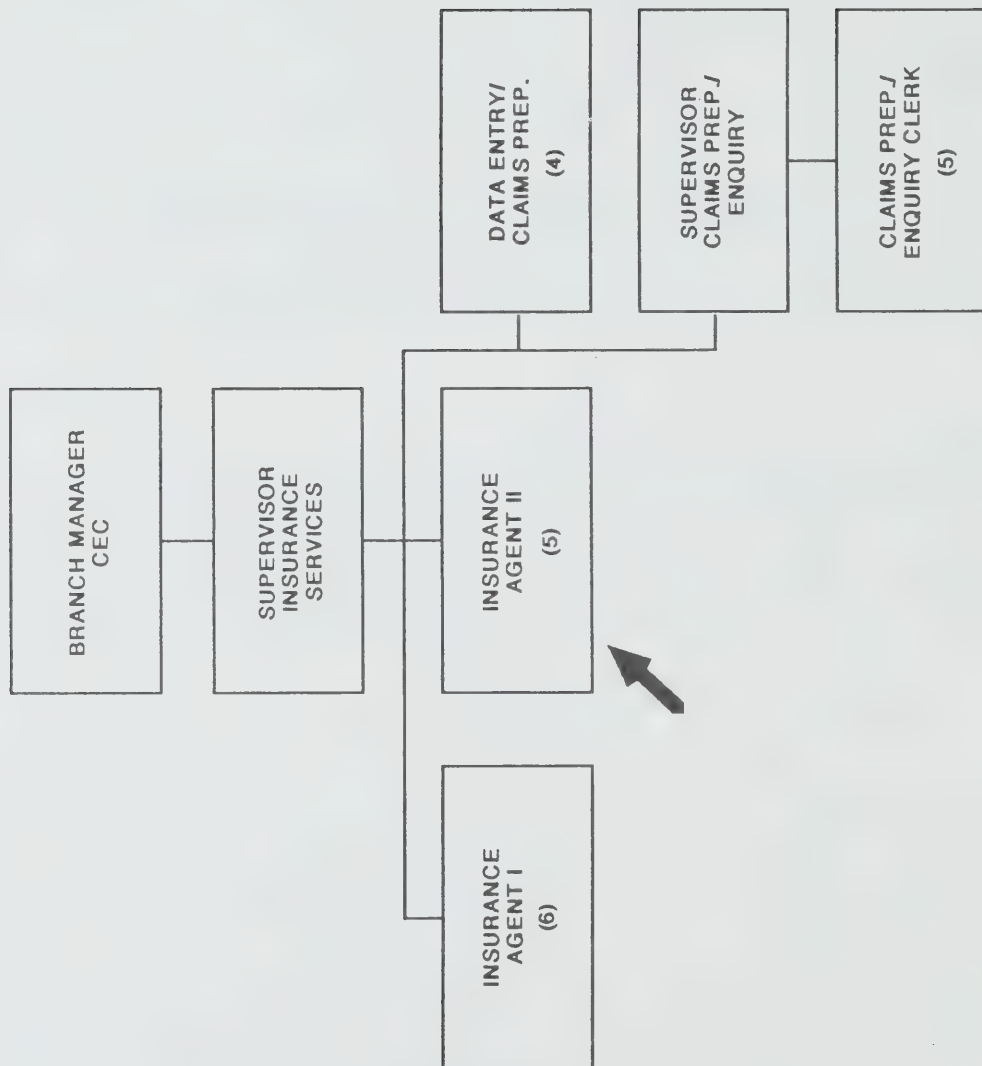 BRANCH MANAGER
CEC
SUPERVISOR
INSURANCE
SERVICES
INSURANCE
AGENT I
(6)
INSURANCE
AGENT II
(5)
DATA ENTRY/
CLAIMS PREP.
(4)
SUPERVISOR
CLAIMS PREP./
ENQUIRY
CLAIMS PREP./
ENQUIRY CLERK
(5)